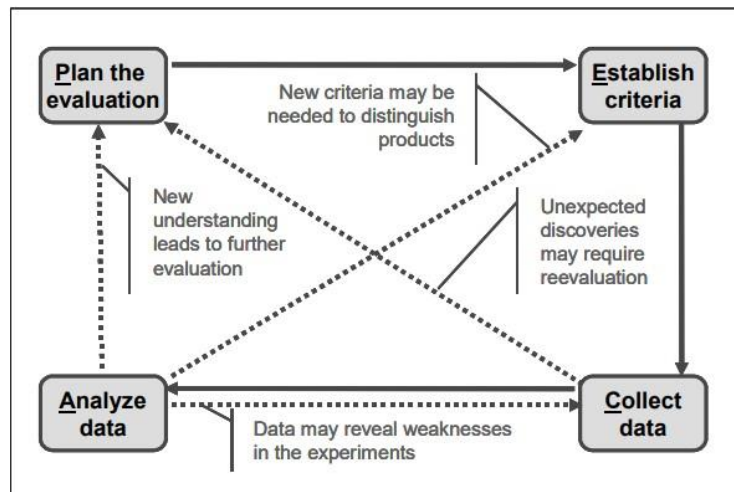 Plan the
evaluation
Establish
criteria
New criteria may be
needed to distinguish
products
New
understanding
leads to further
evaluation
Unexpected
discoveries
may require
reevaluation
Analyze
data
Collect
data
Data may reveal weaknesses
in the experiments